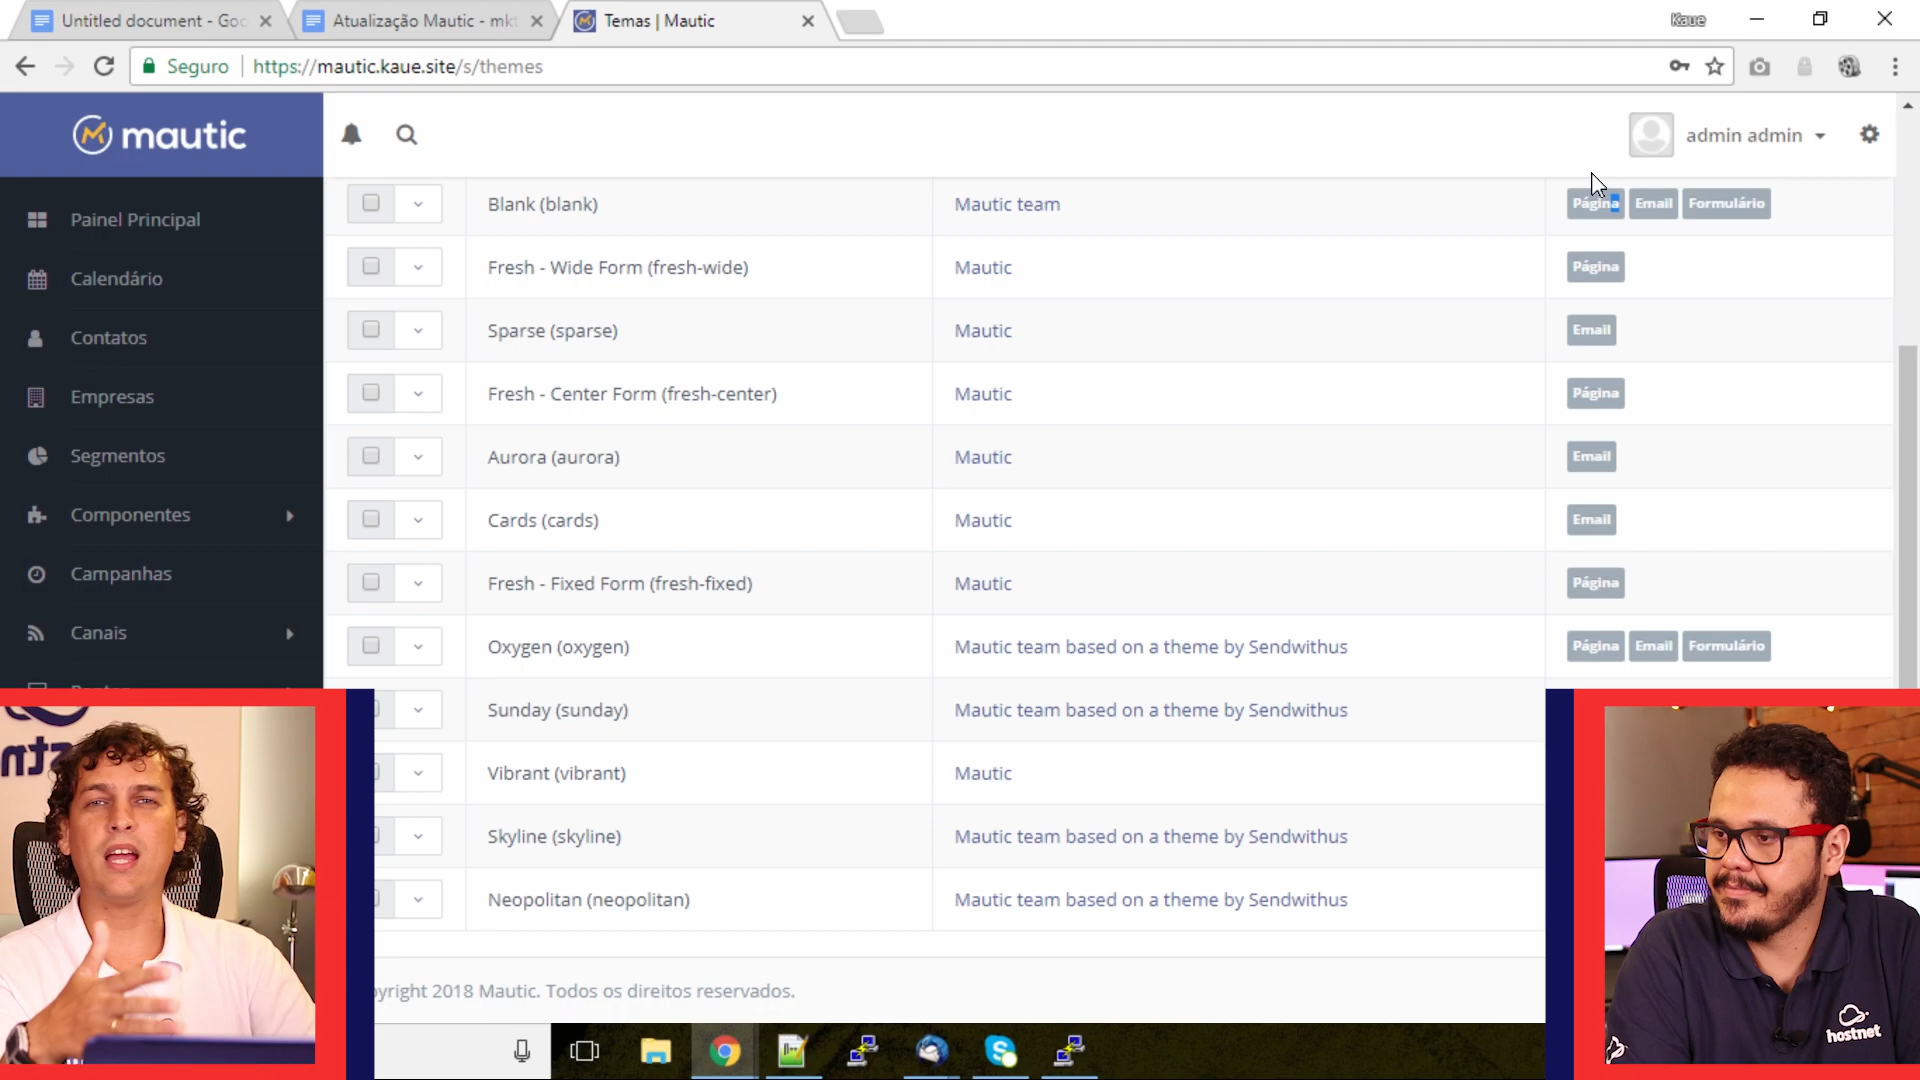 Untitled document - Goo
Atualização Mautic - mkt
Temas | Mautic
Kaue
Seguro
https://mautic.kaue.site/s/themes
mautic
admin admin
Painel Principal
Calendário
Contatos
Empresas
Segmentos
Componentes
Campanhas
Canais
Blank (blank)
Mautic team
Página Email Formulário
Fresh - Wide Form (fresh-wide)
Mautic
Página
Sparse (sparse)
Mautic
Email
Fresh - Center Form (fresh-center)
Mautic
Página
Aurora (aurora)
Mautic
Email
Cards (cards)
Mautic
Email
Fresh - Fixed Form (fresh-fixed)
Mautic
Página
Oxygen (oxygen)
Mautic team based on a theme by Sendwithus
Página Email Formulário
Sunday (sunday)
Mautic team based on a theme by Sendwithus
Vibrant (vibrant)
Mautic
Skyline (skyline)
Mautic team based on a theme by Sendwithus
Neopolitan (neopolitan)
Mautic team based on a theme by Sendwithus
pyright 2018 Mautic. Todos os direitos reservados.
hostnet